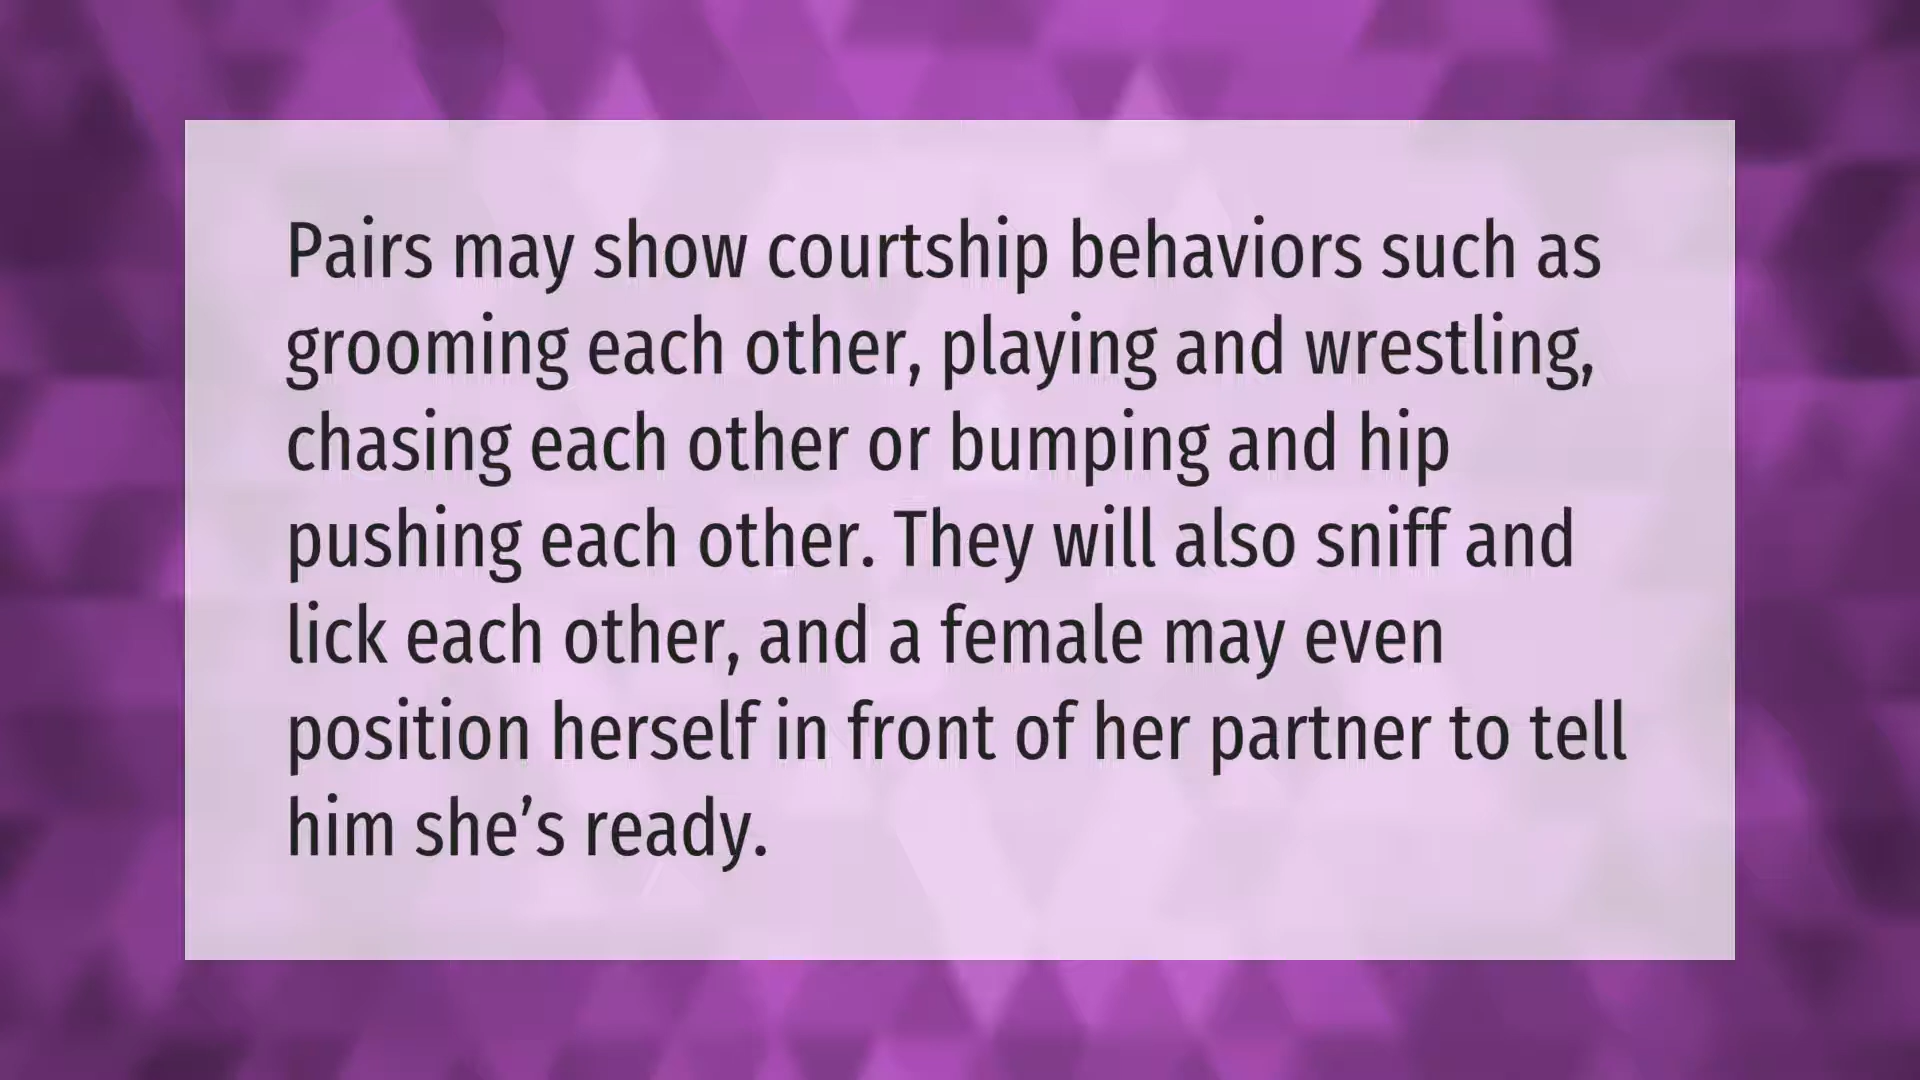 Pairs may show courtship behaviors such as
grooming each other, playing and wrestling,
chasing each other or bumping and hip
pushing each other. They will also sniff and
lick each other, and a female may even
position herself in front of her partner to tell
him she’s ready.